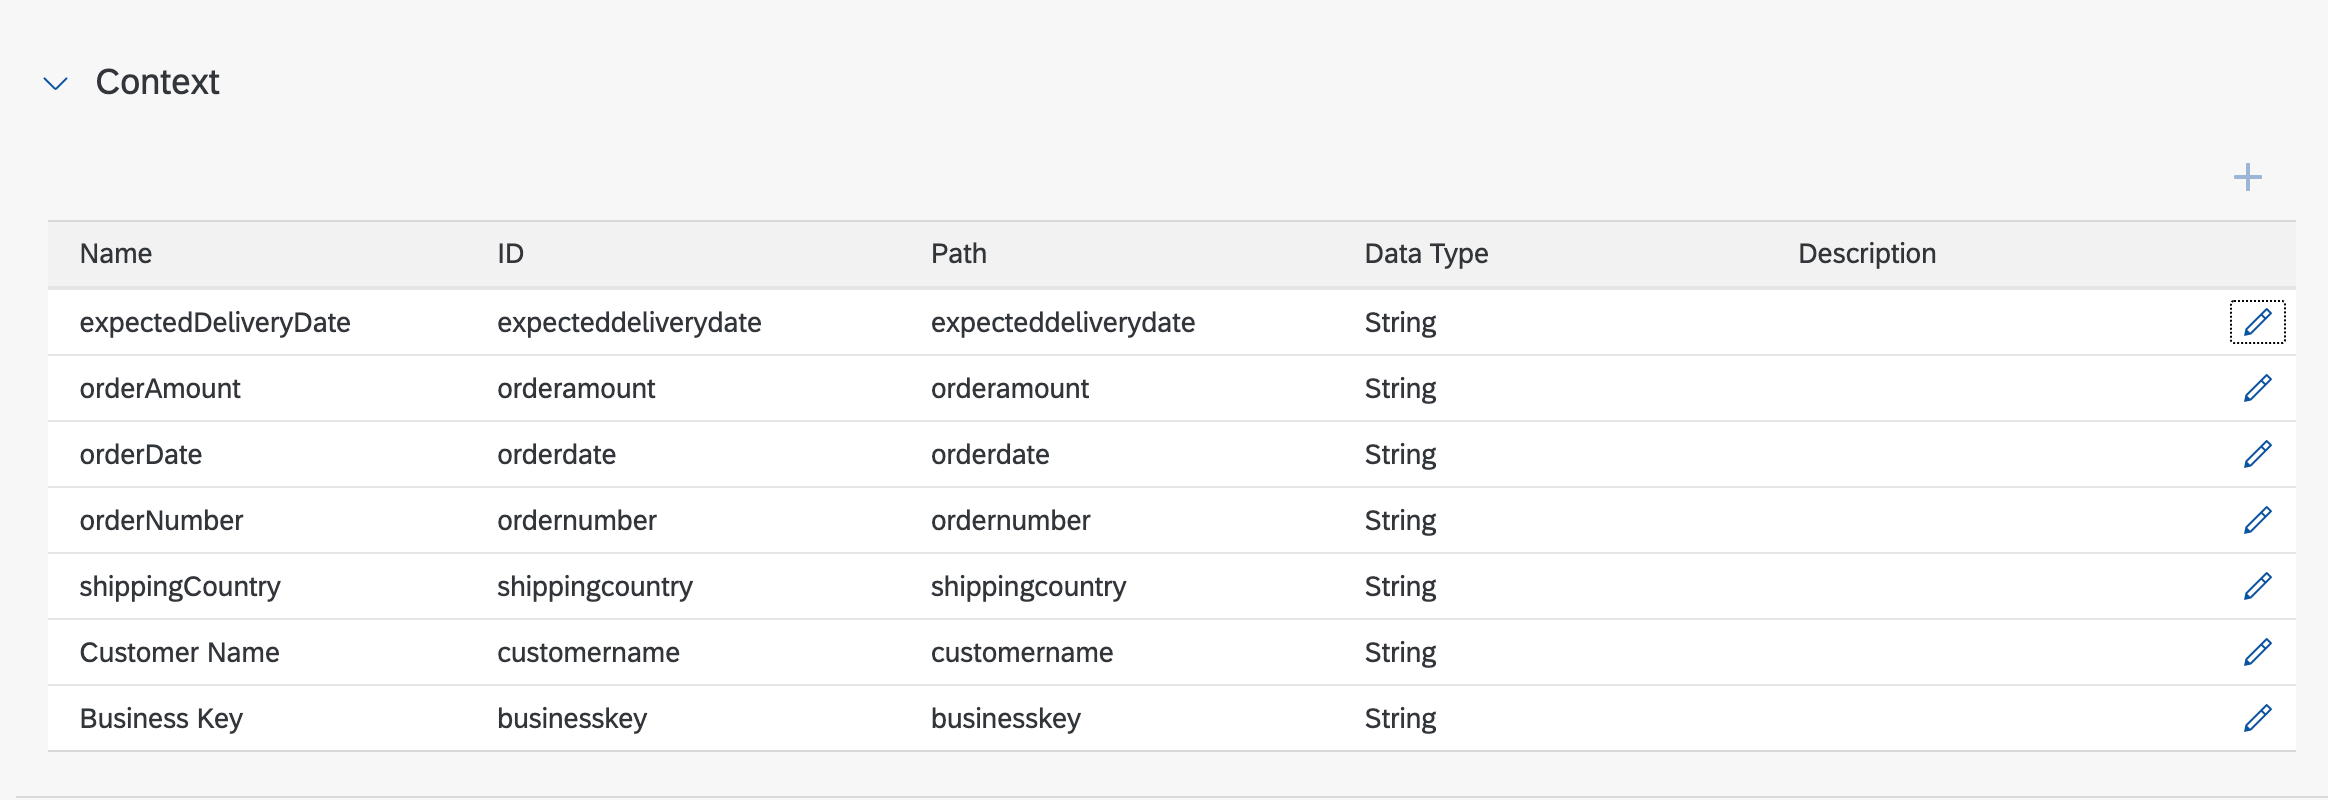 Context
Name ID Path Data Type Description
expectedDeliveryDate expecteddeliverydate expecteddeliverydate String
orderAmount orderamount orderamount String
orderDate orderdate orderdate String
orderNumber ordernumber ordernumber String
shippingCountry shippingcountry shippingcountry String
Customer Name customername customername String
Business Key businesskey businesskey String